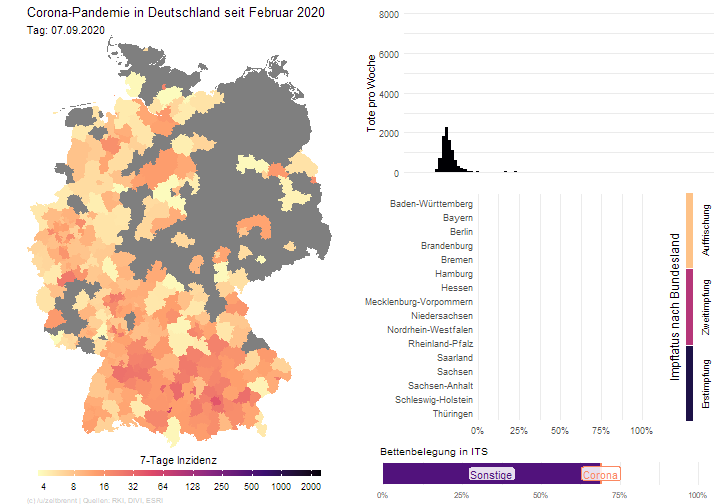 Corona-Pandemie in Deutschland seit Februar 2020
Tag: 07.09.2020
7-Tage Inzidenz
4 8 16 32 64 128 250 500 1000 2000
(c) /u/zeitbrennt | Quellen: RKI, DIVI, ESRI
Tote pro Woche
8000
6000
4000
2000
0
Baden-Württemberg
Bayern
Berlin
Brandenburg
Bremen
Hamburg
Hessen
Mecklenburg-Vorpommern
Niedersachsen
Nordrhein-Westfalen
Rheinland-Pfalz
Saarland
Sachsen
Sachsen-Anhalt
Schleswig-Holstein
Thüringen
0% 25% 50% 75% 100%
Impfstatus nach Bundesland
Auffrischung
Zweitimpfung
Erstimpfung
Bettenbelegung in ITS
Sonstige
Corona
0% 25% 50% 75% 100%